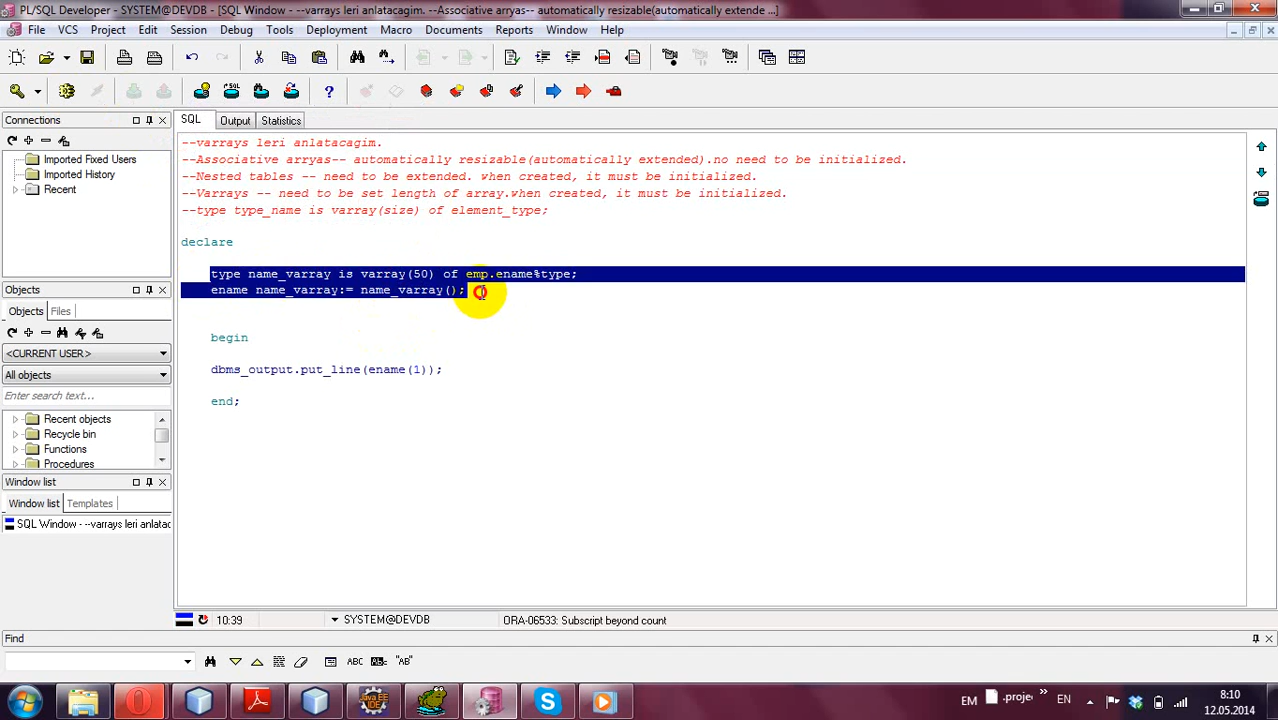 PL/SQL Developer - SYSTEM@DEVDB - [SQL Window - --varrays leri anlatacagim. --Associative arryas-- automatically resizable(automatically extende ...]
File VCS Project Edit Session Debug Tools Deployment Macro Documents Reports Window Help
Connections
Imported Fixed Users
Imported History
Recent
Objects
Objects Files
<CURRENT USER>
All objects
Enter search text...
Recent objects
Recycle bin
Functions
Procedures
Window list
Window list Templates
SQL Window - --varrays leri anlatac
SQL Output Statistics
--varrays leri anlatacagim.
--Associative arryas-- automatically resizable(automatically extended).no need to be initialized.
--Nested tables -- need to be extended. when created, it must be initialized.
--Varrays -- need to be set length of array.when created, it must be initialized.
--type type_name is varray(size) of element_type;
declare
type name_varray is varray(50) of emp.ename%type;
ename name_varray:= name_varray();
begin
dbms_output.put_line(ename(1));
end;
10:39 SYSTEM@DEVDB ORA-06533: Subscript beyond count
Find
ABC "AB"
EM .projec EN
8:10
12.05.2014